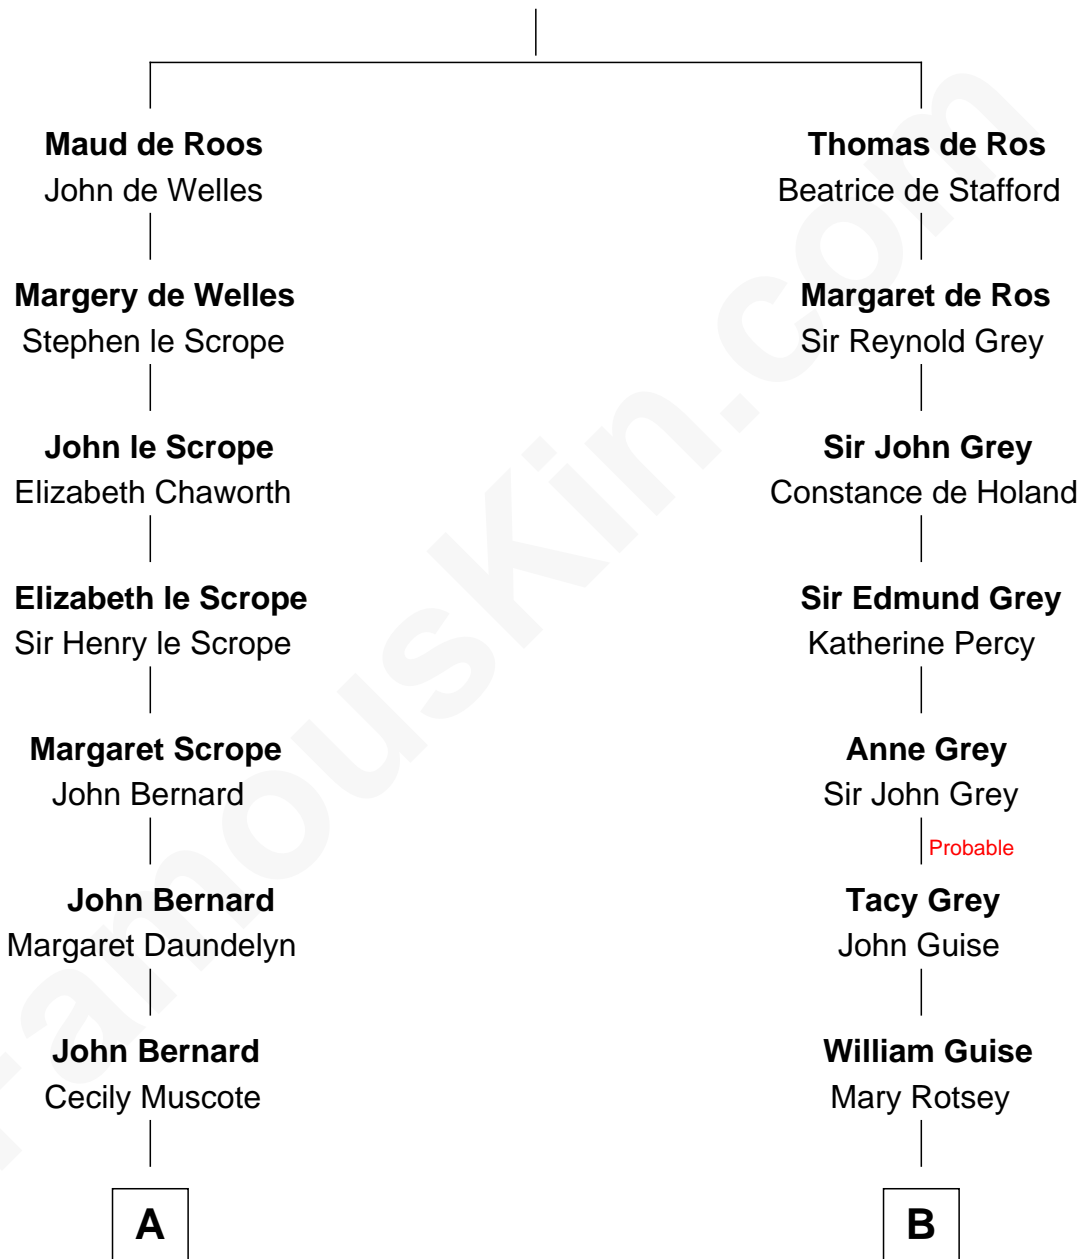 Maud de Roos
John de Welles
Thomas de Ros
Beatrice de Stafford
Margery de Welles
Stephen le Scrope
Margaret de Ros
Sir Reynold Grey
John le Scrope
Elizabeth Chaworth
Sir John Grey
Constance de Holand
Elizabeth le Scrope
Sir Henry le Scrope
Sir Edmund Grey
Katherine Percy
Margaret Scrope
John Bernard
Anne Grey
Sir John Grey
Probable
John Bernard
Margaret Daundelyn
Tacy Grey
John Guise
John Bernard
Cecily Muscote
William Guise
Mary Rotsey
A
B
FamousKin.com